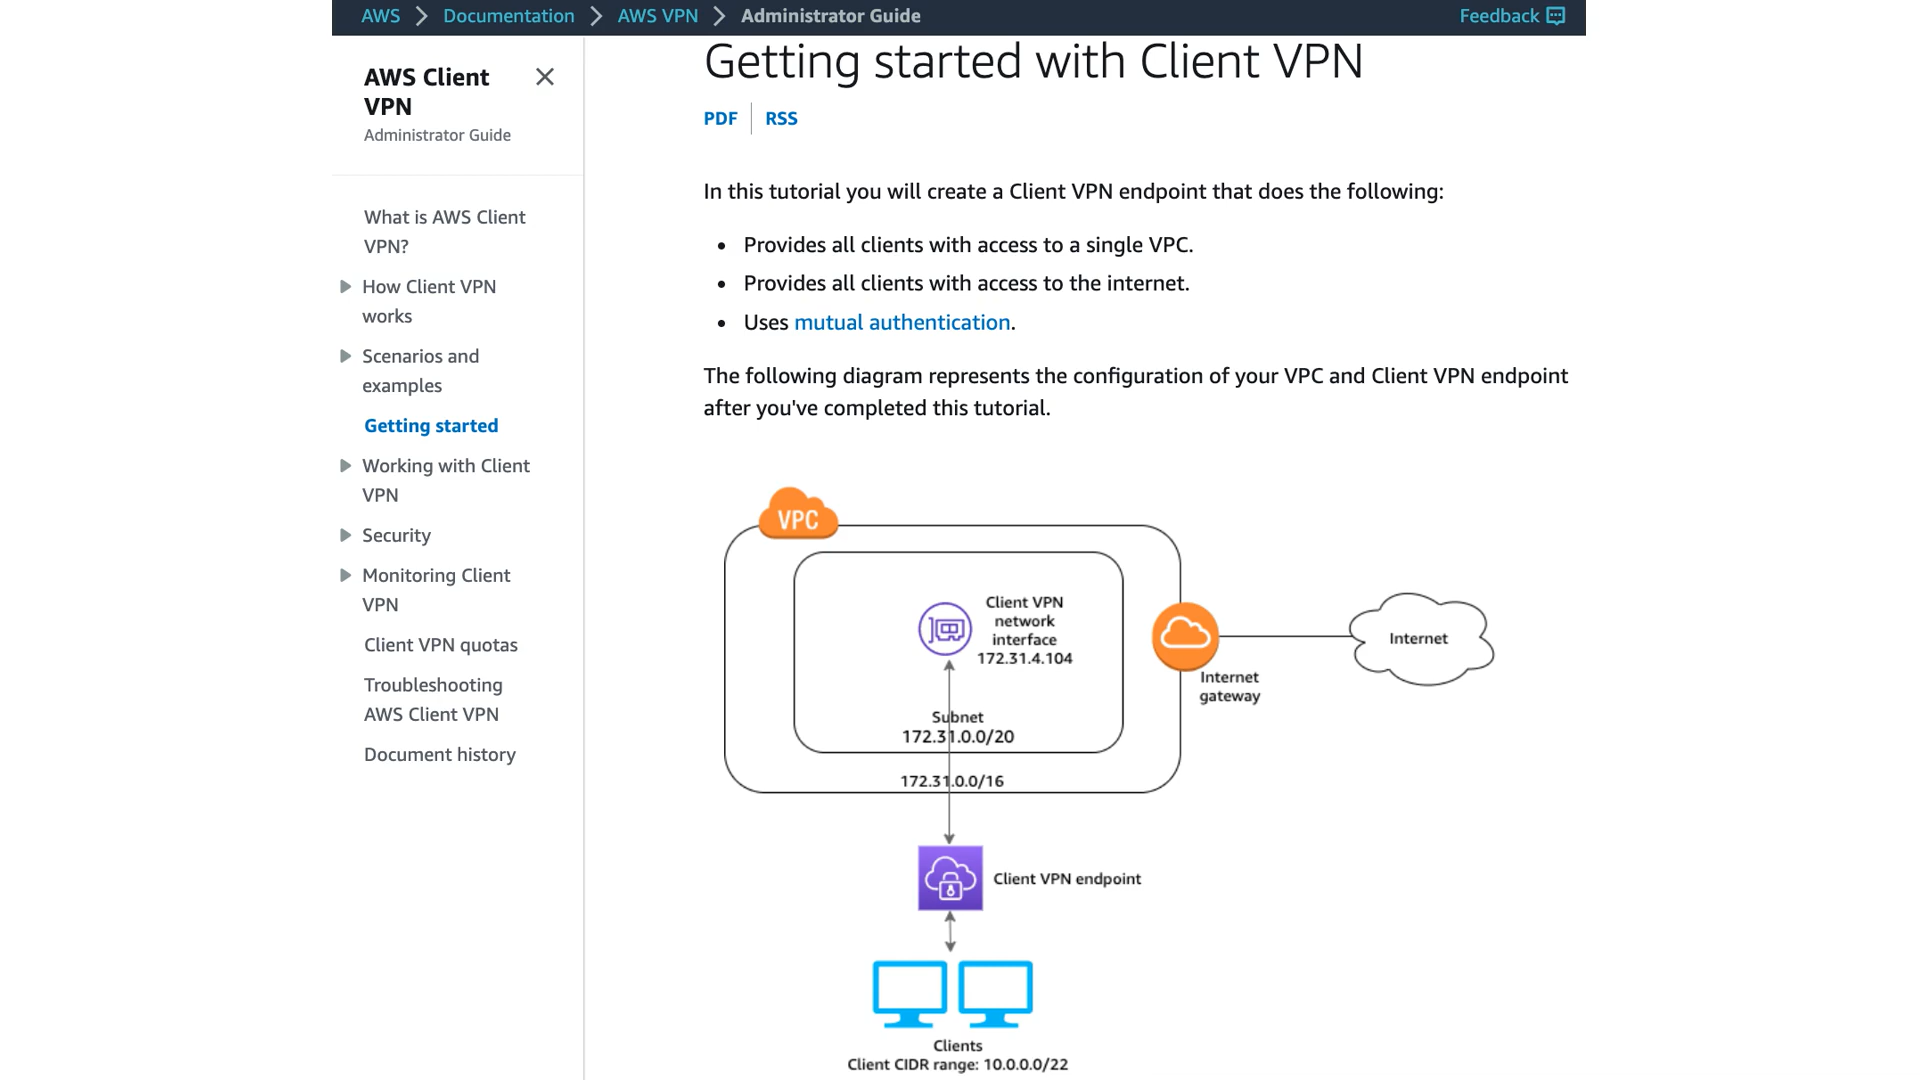 AWS > Documentation > AWS VPN > Administrator Guide
Feedback
AWS Client
VPN
Administrator Guide
What is AWS Client
VPN?
How Client VPN
works
Scenarios and
examples
Getting started
Working with Client
VPN
Security
Monitoring Client
VPN
Client VPN quotas
Troubleshooting
AWS Client VPN
Document history
Getting started with Client VPN
PDF | RSS
In this tutorial you will create a Client VPN endpoint that does the following:
• Provides all clients with access to a single VPC.
• Provides all clients with access to the internet.
• Uses mutual authentication.
The following diagram represents the configuration of your VPC and Client VPN endpoint
after you've completed this tutorial.
VPC
Client VPN
network
interface
172.31.4.104
Subnet
172.31.0.0/20
172.31.0.0/16
Internet
gateway
Internet
Client VPN endpoint
Clients
Client CIDR range: 10.0.0.0/22